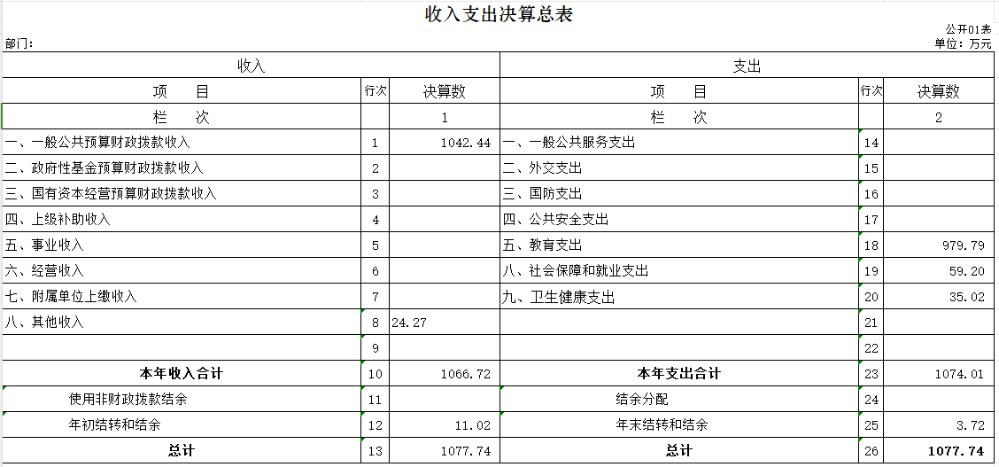 收入支出决算总表
公开01表
部门： 单位：万元
收入 支出
项 目 行次 决算数 项 目 行次 决算数
栏 次 1 栏 次 2
一、一般公共预算财政拨款收入 1 1042.44 一、一般公共服务支出 14
二、政府性基金预算财政拨款收入 2 二、外交支出 15
三、国有资本经营预算财政拨款收入 3 三、国防支出 16
四、上级补助收入 4 四、公共安全支出 17
五、事业收入 5 五、教育支出 18 979.79
六、经营收入 6 八、社会保障和就业支出 19 59.20
七、附属单位上缴收入 7 九、卫生健康支出 20 35.02
八、其他收入 8 24.27 21
9 22
本年收入合计 10 1066.72 本年支出合计 23 1074.01
使用非财政拨款结余 11 结余分配 24
年初结转和结余 12 11.02 年末结转和结余 25 3.72
总计 13 1077.74 总计 26 1077.74